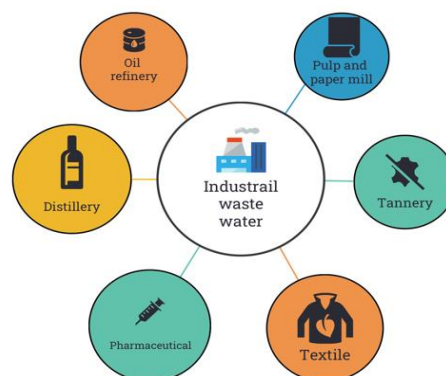 Oil
refinery
Pulp and
paper mill
Industrail
waste
water
Distillery
Tannery
Pharmaceutical
Textile